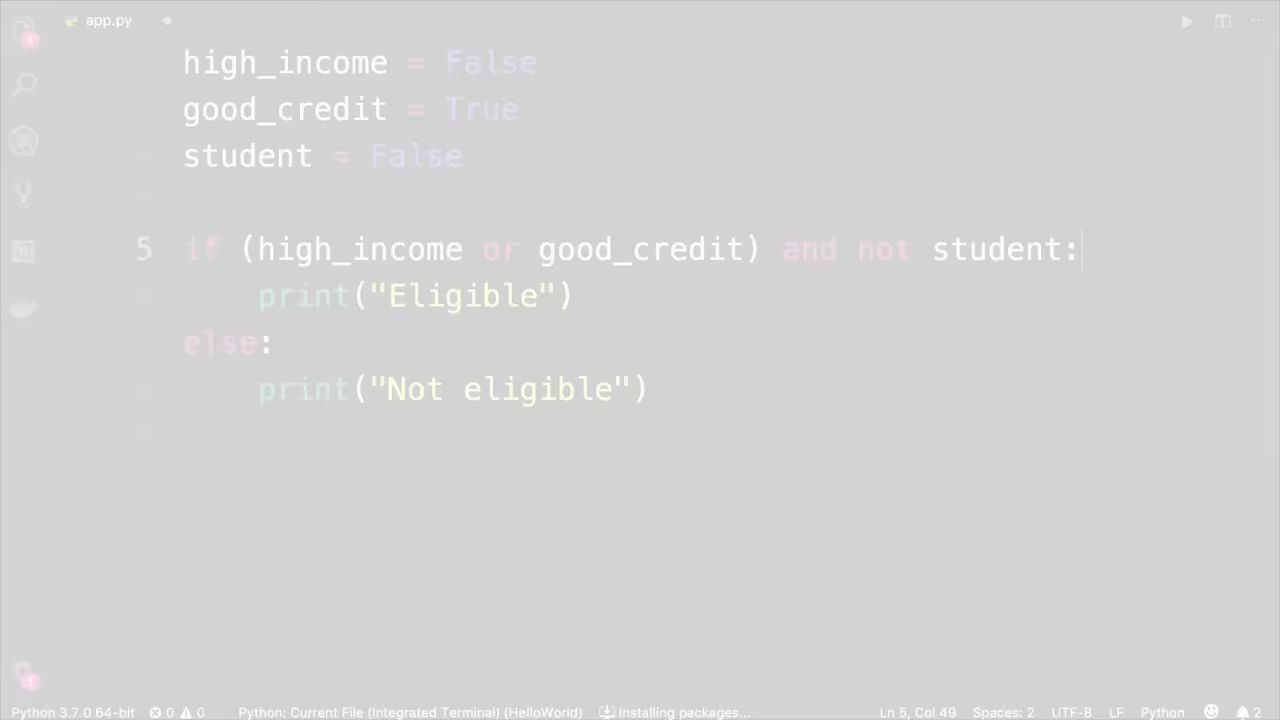 app.py
high_income = False
good_credit = True
student = False
5 if (high_income or good_credit) and not student:
print("Eligible")
else:
print("Not eligible")
1
1
Python 3.7.0 64-bit 0 0 Python: Current File (Integrated Terminal) (HelloWorld) Installing packages... Ln 5, Col 49 Spaces: 2 UTF-8 LF Python 2